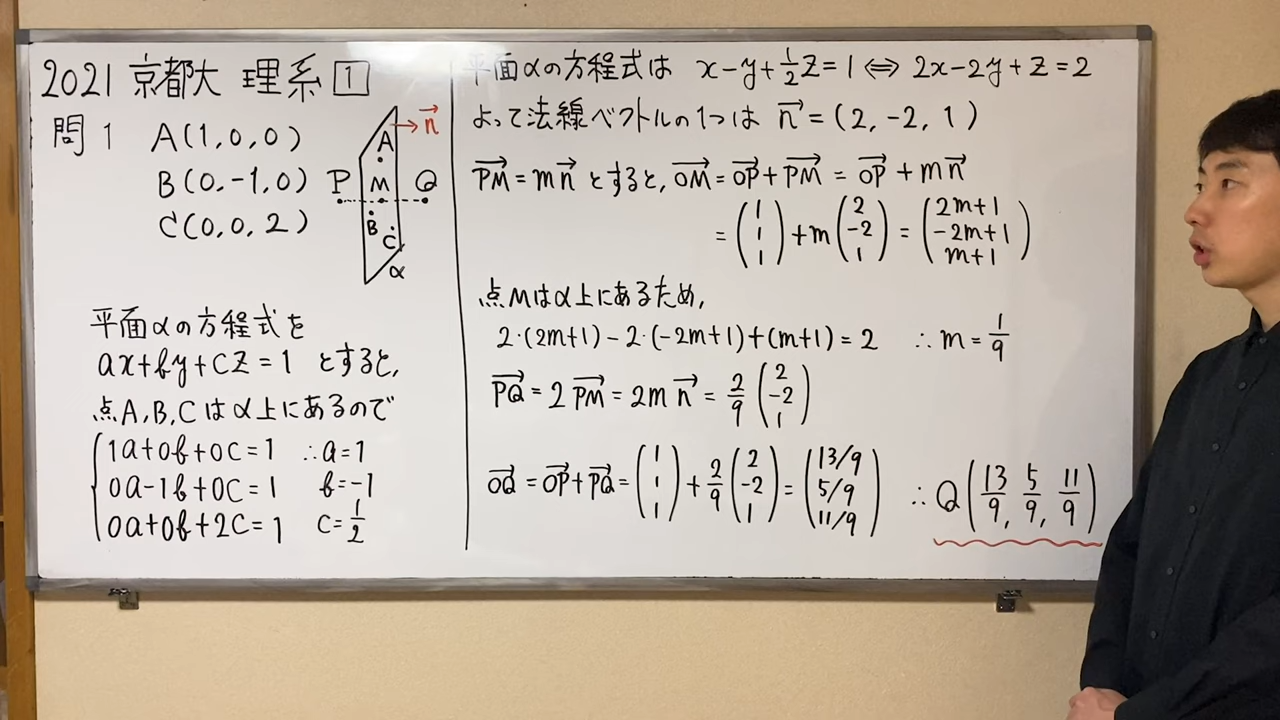 2021 京都大 理系 1
問1 A(1,0,0)
B(0,-1,0)
C(0,0,2)
n→
A
P M Q
B
C
α
平面αの方程式を
ax+by+cz=1 とすると,
点A,B,Cはα上にあるので
1a+0b+0c=1 ∴a=1
0a-1b+0c=1 b=-1
0a+0b+2c=1 c=1/2
平面αの方程式は x-y+1/2z=1⇔2x-2y+z=2
よって法線ベクトルの1つは n→=(2,-2,1)
PM→=mn→とすると, OM→=OP→+PM→=OP→+mn→
=(1 1 1)+m(2 -2 1)=(2m+1 -2m+1 m+1)
点Mはα上にあるため,
2・(2m+1)-2・(-2m+1)+(m+1)=2 ∴m=1/9
PQ→=2PM→=2mn→=2/9(2 -2 1)
OQ→=OP→+PQ→=(1 1 1)+2/9(2 -2 1)=(13/9 5/9 11/9) ∴Q(13/9, 5/9, 11/9)